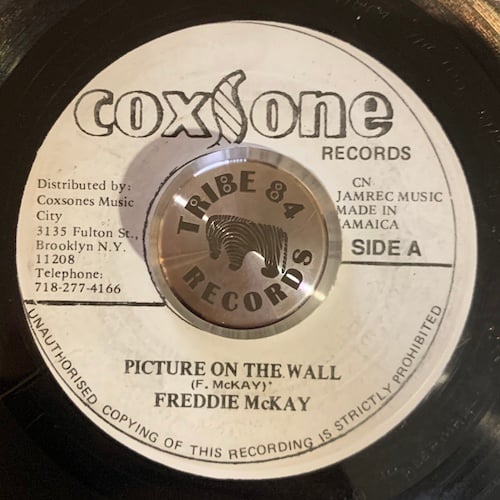 coxsone
RECORDS
Distributed by:
Coxsones Music
City
3135 Fulton St.,
Brooklyn N.Y.
11208
Telephone:
718-277-4166
CN
JAMREC MUSIC
MADE IN
JAMAICA
SIDE A
TRIBE 84
RECORDS
PICTURE ON THE WALL
(F. McKAY)
FREDDIE McKAY
UNAUTHORISED COPYING OF THIS RECORDING IS STRICTLY PROHIBITED